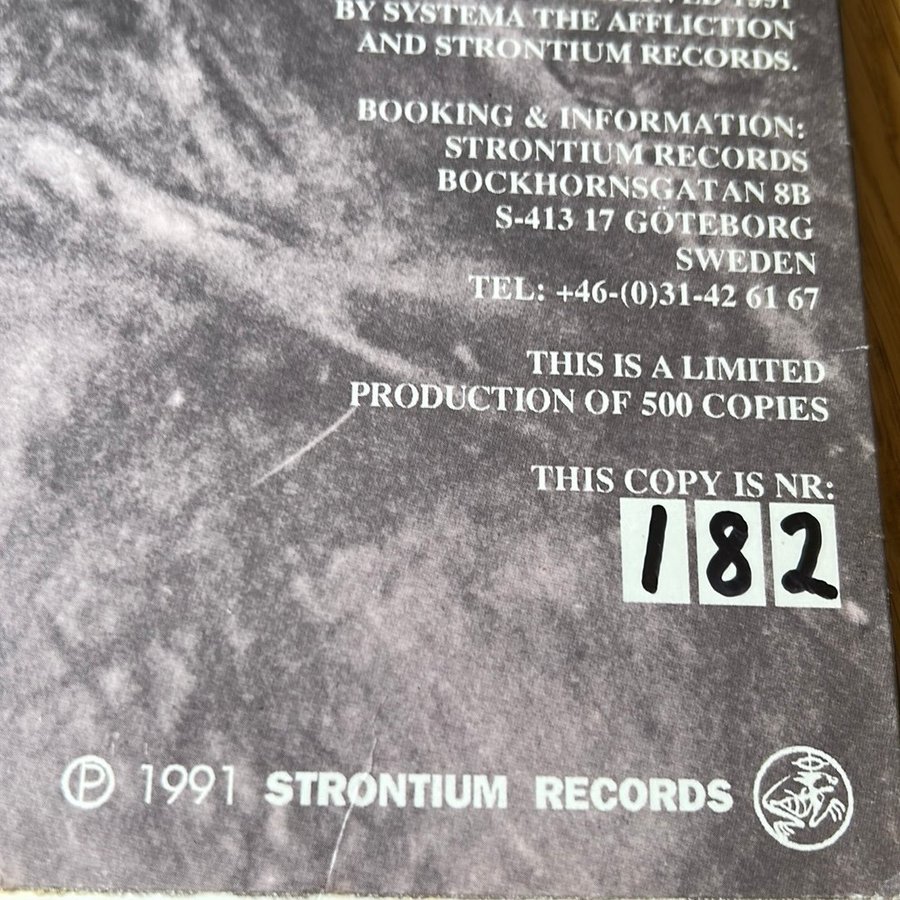 1991
BY SYSTEMA THE AFFLICTION
AND STRONTIUM RECORDS.
BOOKING & INFORMATION:
STRONTIUM RECORDS
BOCKHORNSGATAN 8B
S-413 17 GÖTEBORG
SWEDEN
TEL: +46-(0)31-42 61 67
THIS IS A LIMITED
PRODUCTION OF 500 COPIES
THIS COPY IS NR:
182
Ⓟ 1991 STRONTIUM RECORDS